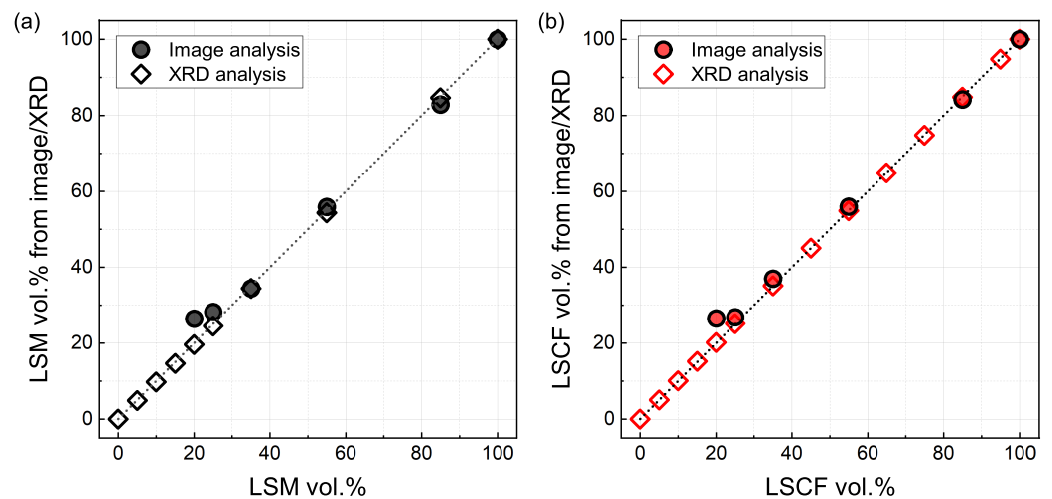 (a)
Image analysis
XRD analysis
LSM vol.% from image/XRD
100
80
60
40
20
0
0 20 40 60 80 100
LSM vol.%
(b)
Image analysis
XRD analysis
LSCF vol.% from image/XRD
100
80
60
40
20
0
0 20 40 60 80 100
LSCF vol.%